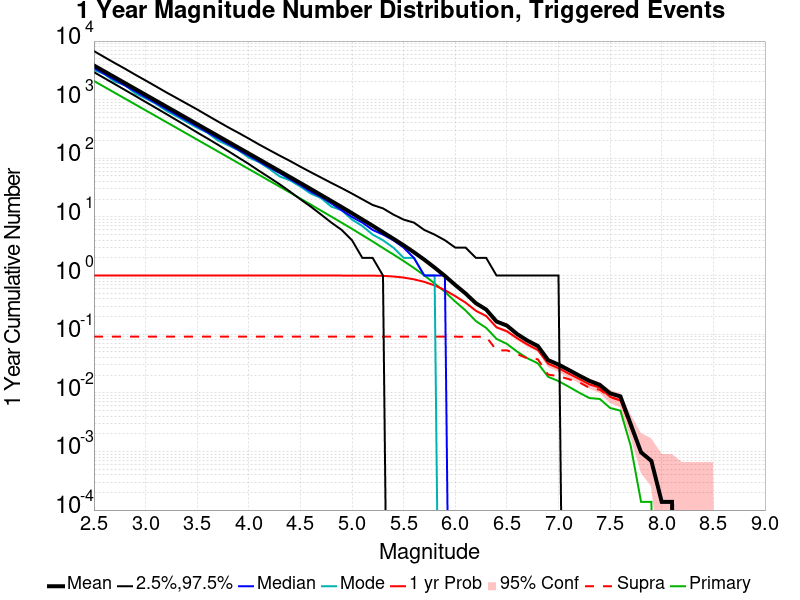 1 Year Magnitude Number Distribution, Triggered Events
1 Year Cumulative Number
10^4
10^3
10^2
10^1
10^0
10^-1
10^-2
10^-3
10^-4
2.5 3.0 3.5 4.0 4.5 5.0 5.5 6.0 6.5 7.0 7.5 8.0 8.5 9.0
Magnitude
Mean 2.5%,97.5% Median Mode 1 yr Prob 95% Conf Supra Primary